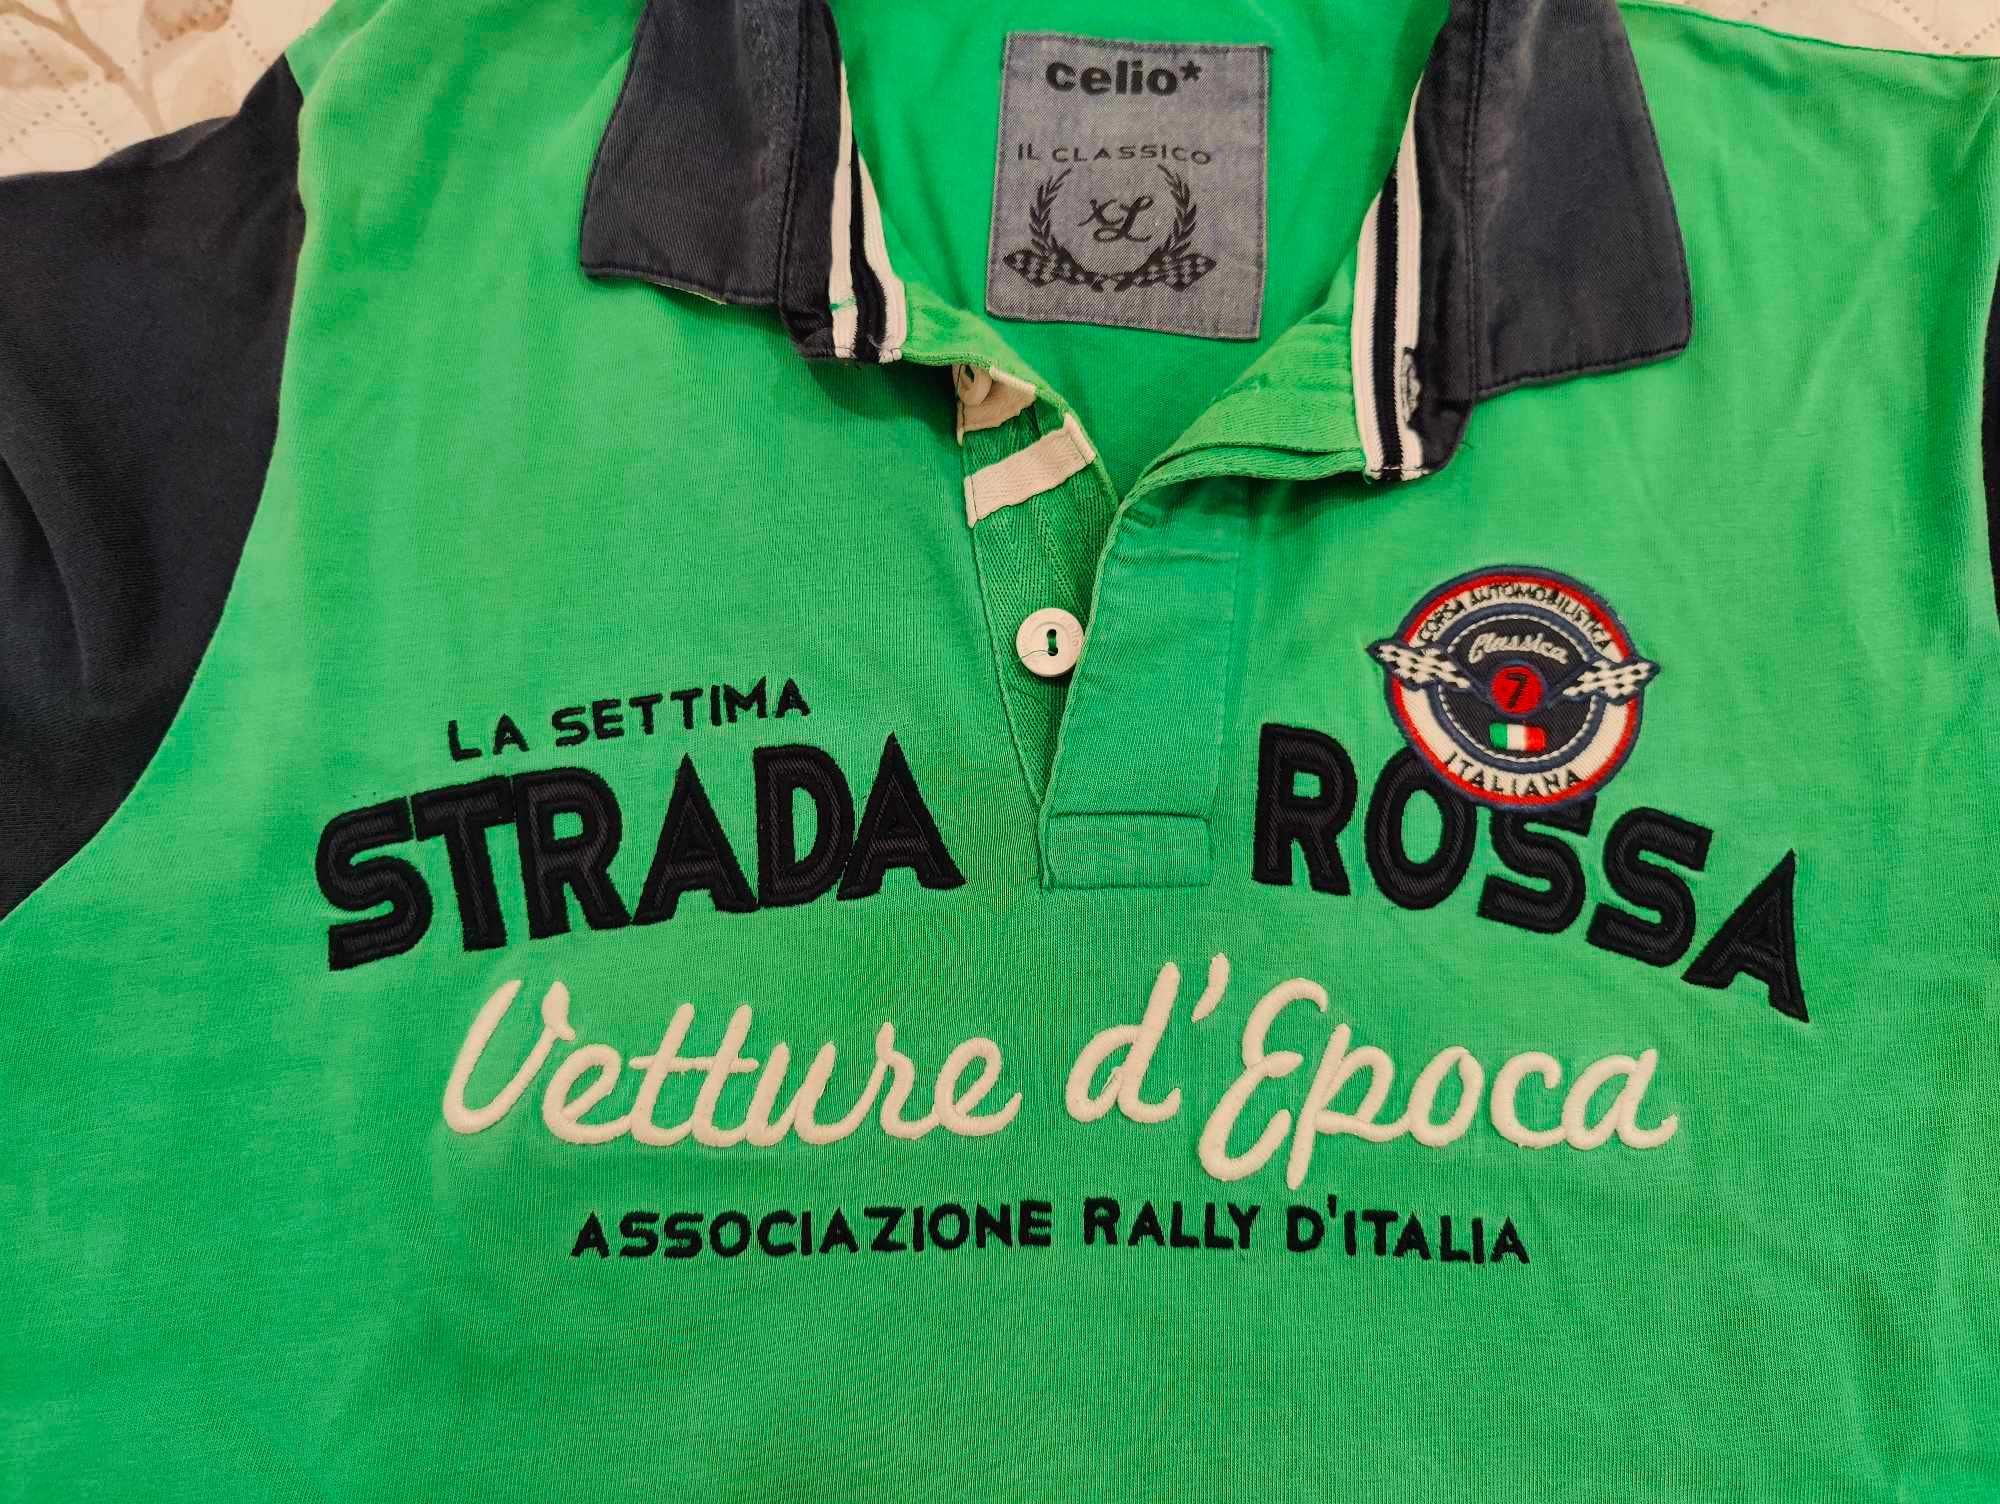 celio*
IL CLASSICO
XL
CORSA AUTOMOBILISTICA
Classica
7
ITALIANA
LA SETTIMA
STRADA ROSSA
Vetture d'Epoca
ASSOCIAZIONE RALLY D'ITALIA